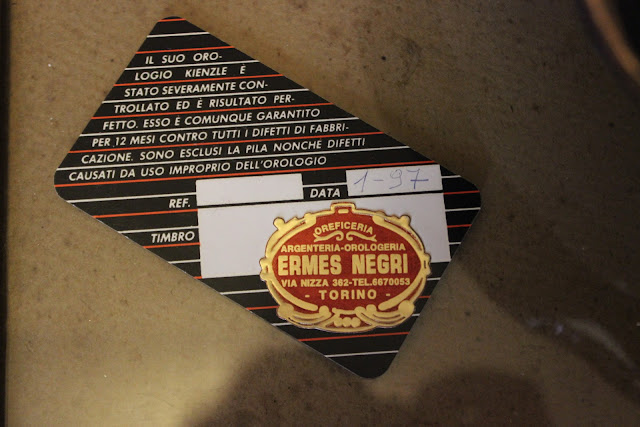 IL SUO ORO-
LOGIO KIENZLE È
STATO SEVERAMENTE CON-
TROLLATO ED È RISULTATO PER-
FETTO. ESSO È COMUNQUE GARANTITO
PER 12 MESI CONTRO TUTTI I DIFETTI DI FABBRI-
CAZIONE. SONO ESCLUSI LA PILA NONCHE DIFETTI
CAUSATI DA USO IMPROPRIO DELL'OROLOGIO
REF. DATA 1-97
TIMBRO
OREFICERIA
ARGENTERIA-OROLOGERIA
ERMES NEGRI
VIA NIZZA 362-TEL.6670053
- TORINO -